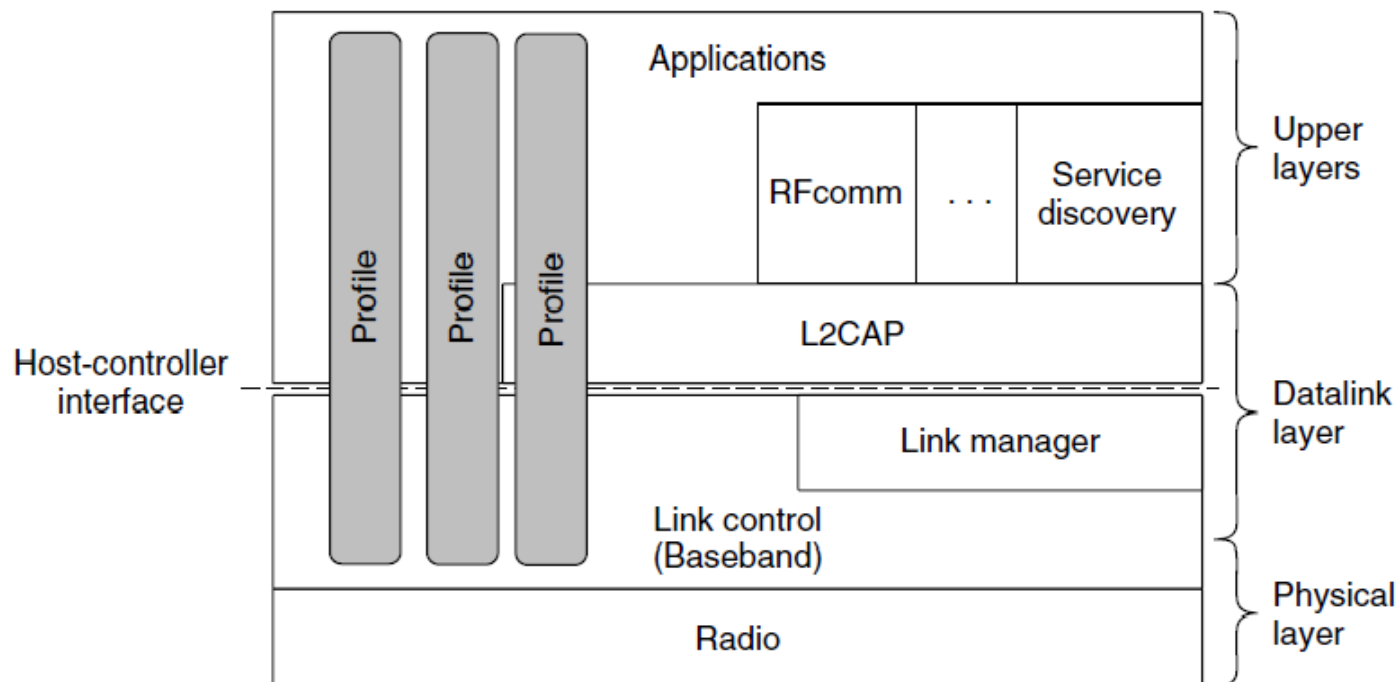 Applications
Upper
layers
RFcomm
. . .
Service
discovery
Profile
Profile
Profile
L2CAP
Host-controller
interface
Datalink
layer
Link manager
Link control
(Baseband)
Physical
layer
Radio